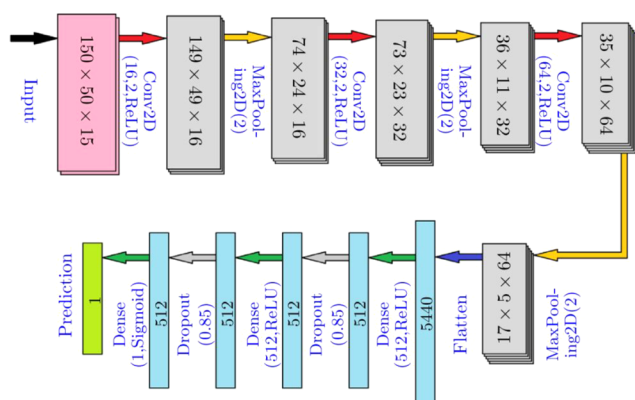 Input
150 × 50 × 15
Conv2D
(16,2,ReLU)
149 × 49 × 16
MaxPool-
ing2D(2)
74 × 24 × 16
Conv2D
(32,2,ReLU)
73 × 23 × 32
MaxPool-
ing2D(2)
36 × 11 × 32
Conv2D
(64,2,ReLU)
35 × 10 × 64
MaxPool-
ing2D(2)
17 × 5 × 64
Flatten
5440
Dense
(512,ReLU)
512
Dropout
(0.85)
512
Dense
(512,ReLU)
512
Dropout
(0.85)
512
Dense
(1,Sigmoid)
1
Prediction